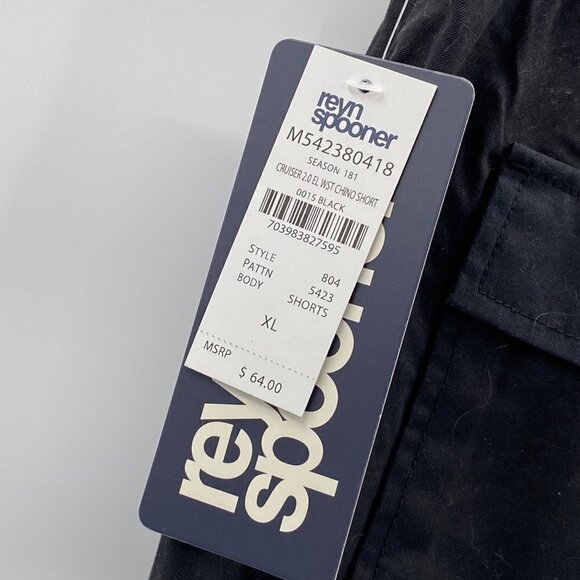 reyn
spooner
M542380418
SEASON 181
CRUISER 2.0 EL WST CHINO SHORT
0015 BLACK
703983827595
STYLE 804
PATTN 5423
BODY SHORTS
XL
MSRP $ 64.00
reyn
spooner